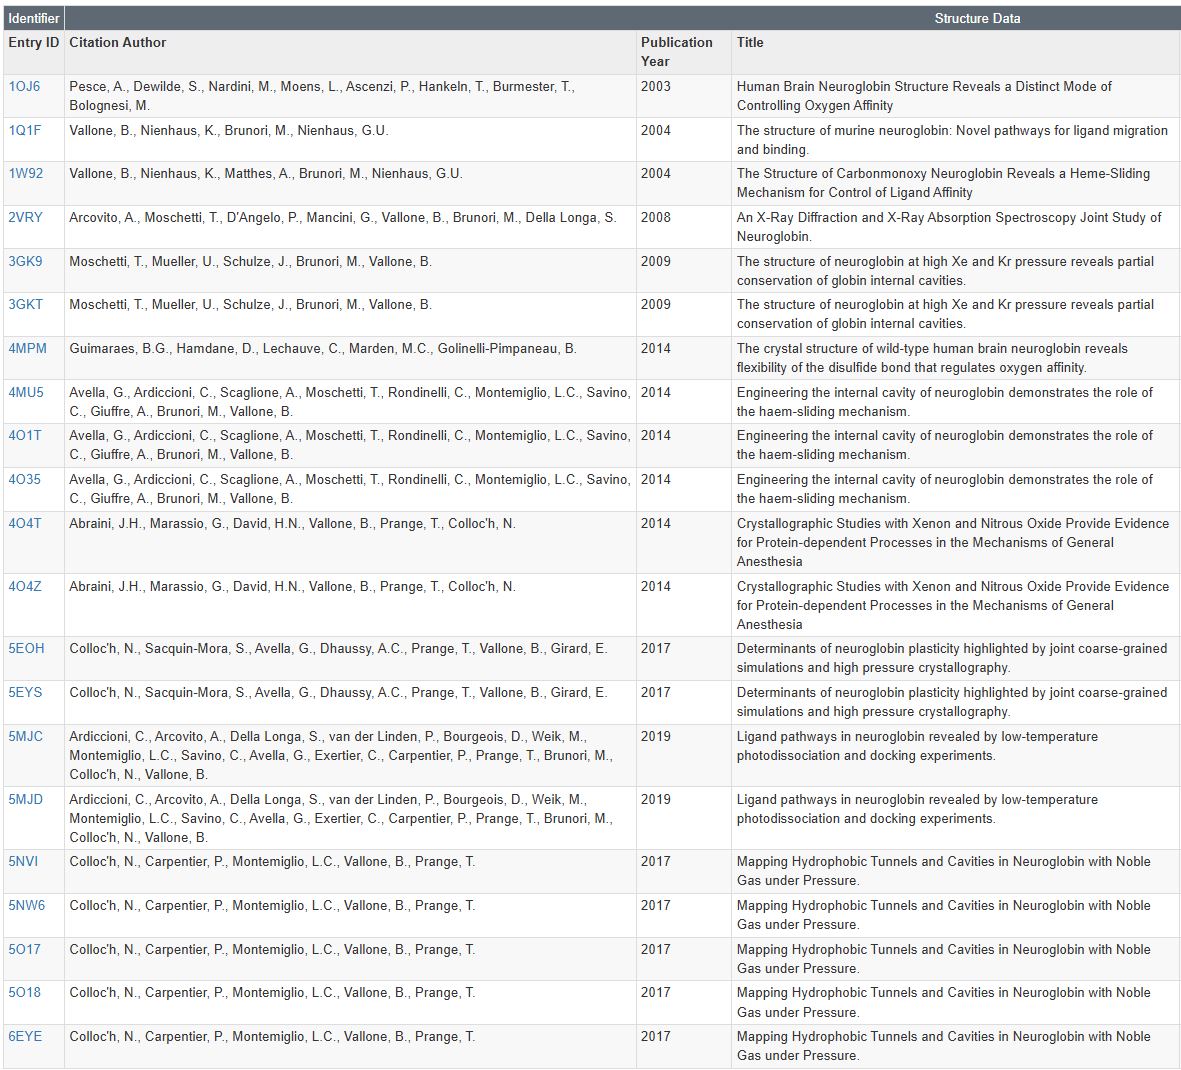 Identifier Structure Data
Entry ID Citation Author Publication Year Title
1OJ6 Pesce, A., Dewilde, S., Nardini, M., Moens, L., Ascenzi, P., Hankeln, T., Burmester, T., Bolognesi, M. 2003 Human Brain Neuroglobin Structure Reveals a Distinct Mode of Controlling Oxygen Affinity
1Q1F Vallone, B., Nienhaus, K., Brunori, M., Nienhaus, G.U. 2004 The structure of murine neuroglobin: Novel pathways for ligand migration and binding.
1W92 Vallone, B., Nienhaus, K., Matthes, A., Brunori, M., Nienhaus, G.U. 2004 The Structure of Carbonmonoxy Neuroglobin Reveals a Heme-Sliding Mechanism for Control of Ligand Affinity
2VRY Arcovito, A., Moschetti, T., D'Angelo, P., Mancini, G., Vallone, B., Brunori, M., Della Longa, S. 2008 An X-Ray Diffraction and X-Ray Absorption Spectroscopy Joint Study of Neuroglobin.
3GK9 Moschetti, T., Mueller, U., Schulze, J., Brunori, M., Vallone, B. 2009 The structure of neuroglobin at high Xe and Kr pressure reveals partial conservation of globin internal cavities.
3GKT Moschetti, T., Mueller, U., Schulze, J., Brunori, M., Vallone, B. 2009 The structure of neuroglobin at high Xe and Kr pressure reveals partial conservation of globin internal cavities.
4MPM Guimaraes, B.G., Hamdane, D., Lechauve, C., Marden, M.C., Golinelli-Pimpaneau, B. 2014 The crystal structure of wild-type human brain neuroglobin reveals flexibility of the disulfide bond that regulates oxygen affinity.
4MU5 Avella, G., Ardiccioni, C., Scaglione, A., Moschetti, T., Rondinelli, C., Montemiglio, L.C., Savino, C., Giuffre, A., Brunori, M., Vallone, B. 2014 Engineering the internal cavity of neuroglobin demonstrates the role of the haem-sliding mechanism.
4O1T Avella, G., Ardiccioni, C., Scaglione, A., Moschetti, T., Rondinelli, C., Montemiglio, L.C., Savino, C., Giuffre, A., Brunori, M., Vallone, B. 2014 Engineering the internal cavity of neuroglobin demonstrates the role of the haem-sliding mechanism.
4O35 Avella, G., Ardiccioni, C., Scaglione, A., Moschetti, T., Rondinelli, C., Montemiglio, L.C., Savino, C., Giuffre, A., Brunori, M., Vallone, B. 2014 Engineering the internal cavity of neuroglobin demonstrates the role of the haem-sliding mechanism.
4O4T Abraini, J.H., Marassio, G., David, H.N., Vallone, B., Prange, T., Colloc'h, N. 2014 Crystallographic Studies with Xenon and Nitrous Oxide Provide Evidence for Protein-dependent Processes in the Mechanisms of General Anesthesia
4O4Z Abraini, J.H., Marassio, G., David, H.N., Vallone, B., Prange, T., Colloc'h, N. 2014 Crystallographic Studies with Xenon and Nitrous Oxide Provide Evidence for Protein-dependent Processes in the Mechanisms of General Anesthesia
5EOH Colloc'h, N., Sacquin-Mora, S., Avella, G., Dhaussy, A.C., Prange, T., Vallone, B., Girard, E. 2017 Determinants of neuroglobin plasticity highlighted by joint coarse-grained simulations and high pressure crystallography.
5EYS Colloc'h, N., Sacquin-Mora, S., Avella, G., Dhaussy, A.C., Prange, T., Vallone, B., Girard, E. 2017 Determinants of neuroglobin plasticity highlighted by joint coarse-grained simulations and high pressure crystallography.
5MJC Ardiccioni, C., Arcovito, A., Della Longa, S., van der Linden, P., Bourgeois, D., Weik, M., Montemiglio, L.C., Savino, C., Avella, G., Exertier, C., Carpentier, P., Prange, T., Brunori, M., Colloc'h, N., Vallone, B. 2019 Ligand pathways in neuroglobin revealed by low-temperature photodissociation and docking experiments.
5MJD Ardiccioni, C., Arcovito, A., Della Longa, S., van der Linden, P., Bourgeois, D., Weik, M., Montemiglio, L.C., Savino, C., Avella, G., Exertier, C., Carpentier, P., Prange, T., Brunori, M., Colloc'h, N., Vallone, B. 2019 Ligand pathways in neuroglobin revealed by low-temperature photodissociation and docking experiments.
5NVI Colloc'h, N., Carpentier, P., Montemiglio, L.C., Vallone, B., Prange, T. 2017 Mapping Hydrophobic Tunnels and Cavities in Neuroglobin with Noble Gas under Pressure.
5NW6 Colloc'h, N., Carpentier, P., Montemiglio, L.C., Vallone, B., Prange, T. 2017 Mapping Hydrophobic Tunnels and Cavities in Neuroglobin with Noble Gas under Pressure.
5O17 Colloc'h, N., Carpentier, P., Montemiglio, L.C., Vallone, B., Prange, T. 2017 Mapping Hydrophobic Tunnels and Cavities in Neuroglobin with Noble Gas under Pressure.
5O18 Colloc'h, N., Carpentier, P., Montemiglio, L.C., Vallone, B., Prange, T. 2017 Mapping Hydrophobic Tunnels and Cavities in Neuroglobin with Noble Gas under Pressure.
6EYE Colloc'h, N., Carpentier, P., Montemiglio, L.C., Vallone, B., Prange, T. 2017 Mapping Hydrophobic Tunnels and Cavities in Neuroglobin with Noble Gas under Pressure.